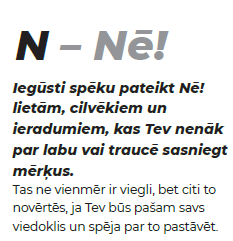 N – Nē!
Iegūsti spēku pateikt Nē!
lietām, cilvēkiem un
ieradumiem, kas Tev nenāk
par labu vai traucē sasniegt
mērķus.
Tas ne vienmēr ir viegli, bet citi to
novērtēs, ja Tev būs pašam savs
viedoklis un spēja par to pastāvēt.